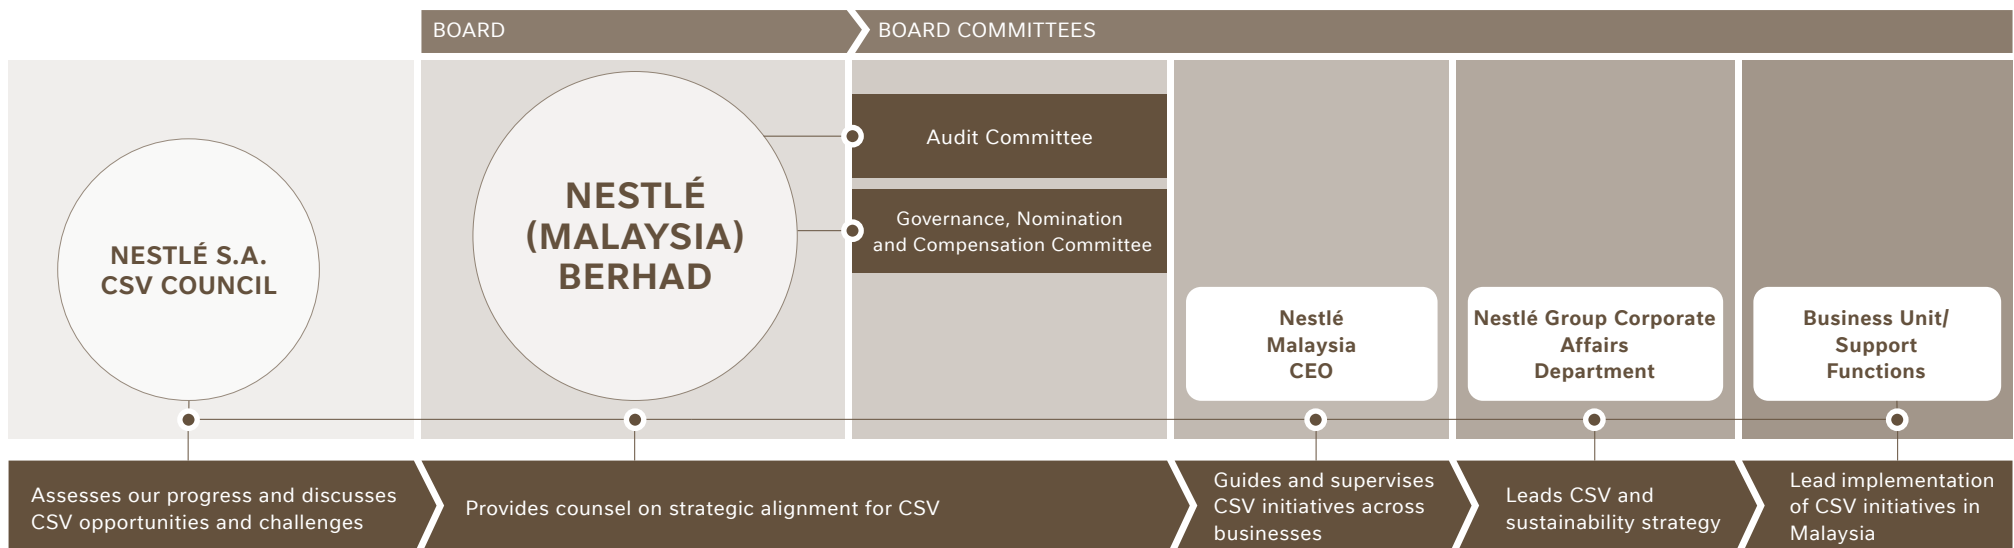 BOARD
BOARD COMMITTEES
NESTLÉ S.A.
CSV COUNCIL
NESTLÉ
(MALAYSIA)
BERHAD
Audit Committee
Governance, Nomination
and Compensation Committee
Nestlé
Malaysia
CEO
Nestlé Group Corporate
Affairs
Department
Business Unit/
Support
Functions
Assesses our progress and discusses
CSV opportunities and challenges
Provides counsel on strategic alignment for CSV
Guides and supervises
CSV initiatives across
businesses
Leads CSV and
sustainability strategy
Lead implementation
of CSV initiatives in
Malaysia